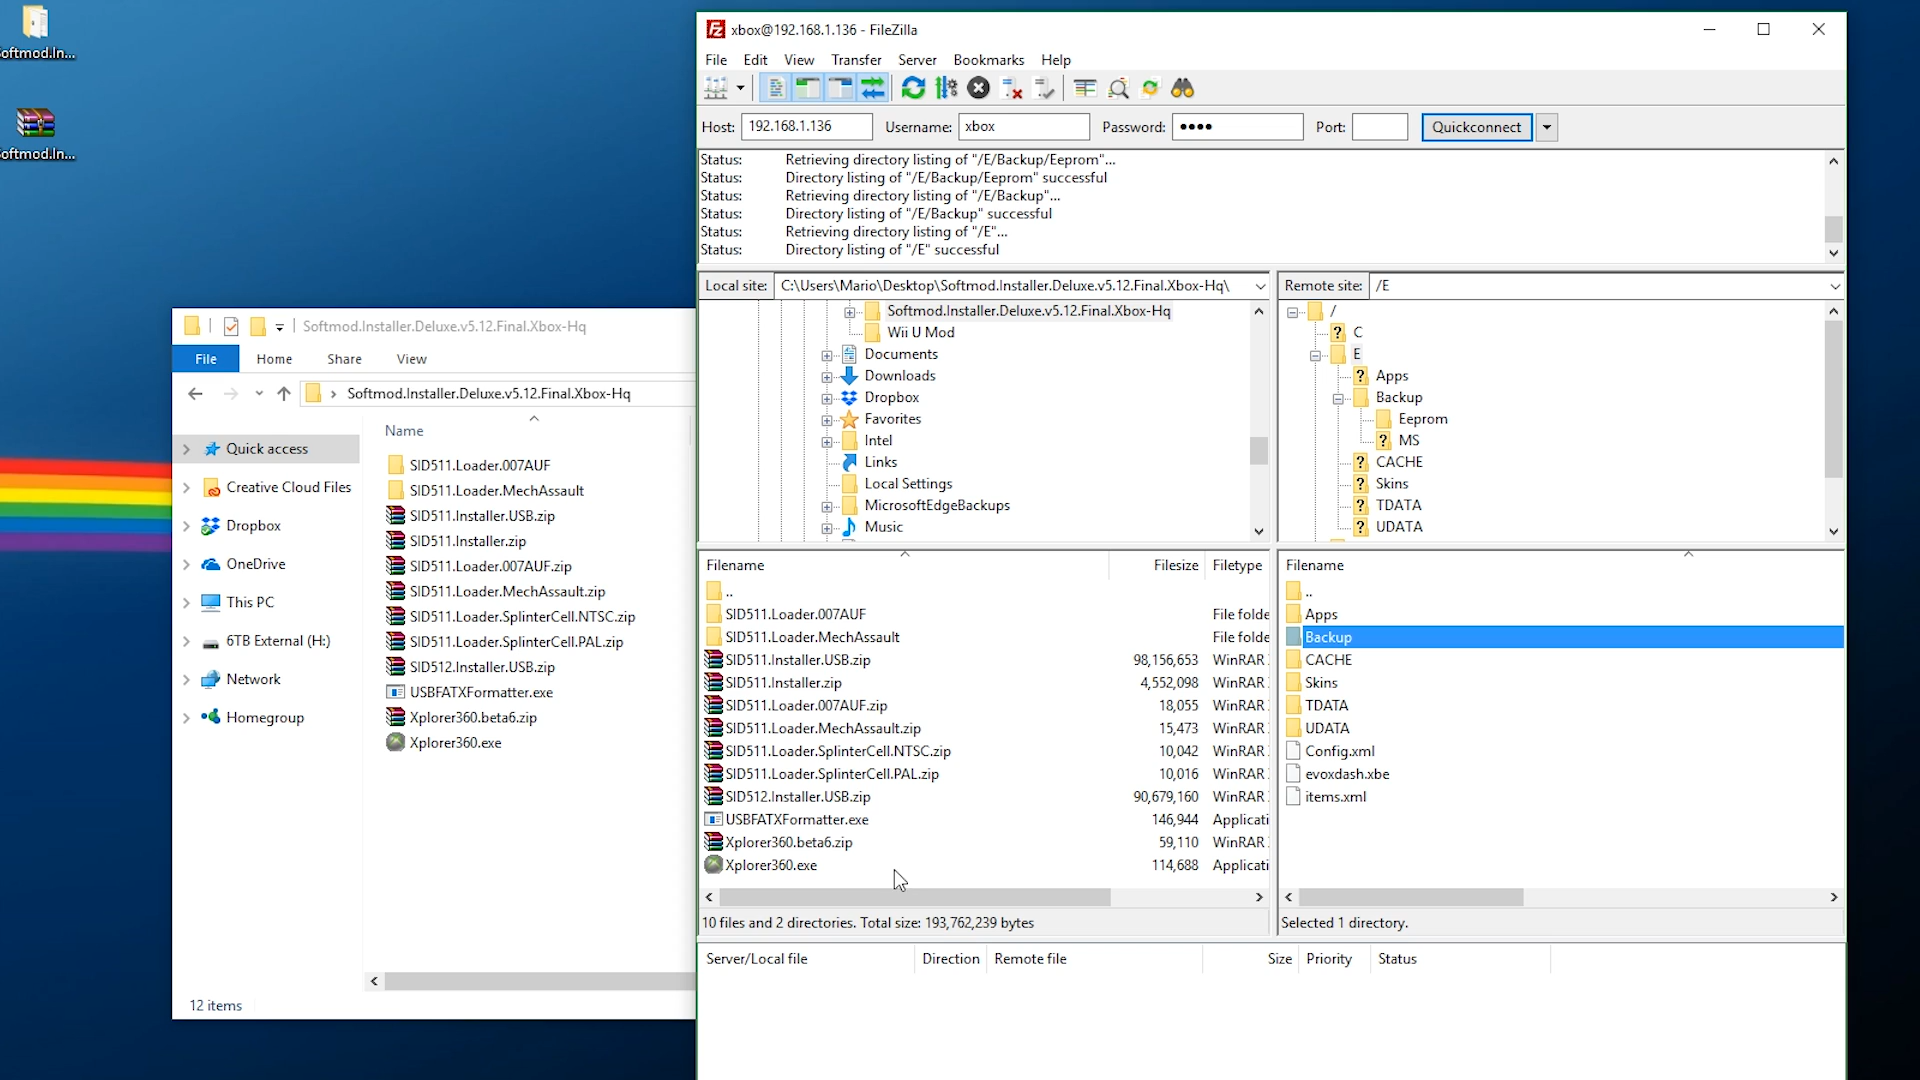 oftmod.In...
oftmod.In...
Softmod.Installer.Deluxe.v5.12.Final.Xbox-Hq
File Home Share View
Softmod.Installer.Deluxe.v5.12.Final.Xbox-Hq
Quick access
Creative Cloud Files
Dropbox
OneDrive
This PC
6TB External (H:)
Network
Homegroup
Name
SID511.Loader.007AUF
SID511.Loader.MechAssault
SID511.Installer.USB.zip
SID511.Installer.zip
SID511.Loader.007AUF.zip
SID511.Loader.MechAssault.zip
SID511.Loader.SplinterCell.NTSC.zip
SID511.Loader.SplinterCell.PAL.zip
SID512.Installer.USB.zip
USBFATXFormatter.exe
Xplorer360.beta6.zip
Xplorer360.exe
12 items
xbox@192.168.1.136 - FileZilla
File Edit View Transfer Server Bookmarks Help
Host: 192.168.1.136 Username: xbox Password: •••• Port: Quickconnect
Status: Retrieving directory listing of "/E/Backup/Eeprom"...
Status: Directory listing of "/E/Backup/Eeprom" successful
Status: Retrieving directory listing of "/E/Backup"...
Status: Directory listing of "/E/Backup" successful
Status: Retrieving directory listing of "/E"...
Status: Directory listing of "/E" successful
Local site: C:\Users\Mario\Desktop\Softmod.Installer.Deluxe.v5.12.Final.Xbox-Hq\
Softmod.Installer.Deluxe.v5.12.Final.Xbox-Hq
Wii U Mod
Documents
Downloads
Dropbox
Favorites
Intel
Links
Local Settings
MicrosoftEdgeBackups
Music
Remote site: /E
/
C
E
Apps
Backup
Eeprom
MS
CACHE
Skins
TDATA
UDATA
Filename Filesize Filetype
..
SID511.Loader.007AUF File folde
SID511.Loader.MechAssault File folde
SID511.Installer.USB.zip 98,156,653 WinRAR
SID511.Installer.zip 4,552,098 WinRAR
SID511.Loader.007AUF.zip 18,055 WinRAR
SID511.Loader.MechAssault.zip 15,473 WinRAR
SID511.Loader.SplinterCell.NTSC.zip 10,042 WinRAR
SID511.Loader.SplinterCell.PAL.zip 10,016 WinRAR
SID512.Installer.USB.zip 90,679,160 WinRAR
USBFATXFormatter.exe 146,944 Applicati
Xplorer360.beta6.zip 59,110 WinRAR
Xplorer360.exe 114,688 Applicati
10 files and 2 directories. Total size: 193,762,239 bytes
Filename
..
Apps
Backup
CACHE
Skins
TDATA
UDATA
Config.xml
evoxdash.xbe
items.xml
Selected 1 directory.
Server/Local file Direction Remote file Size Priority Status